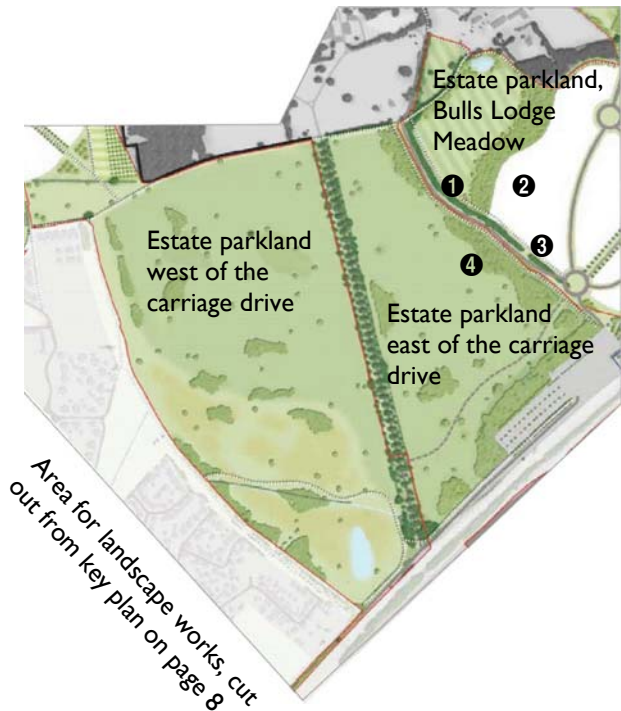 Estate parkland,
Bulls Lodge
Meadow
❶
❷
❸
❹
Estate parkland
west of the
carriage drive
Estate parkland
east of the carriage
drive
Area for landscape works, cut
out from key plan on page 8